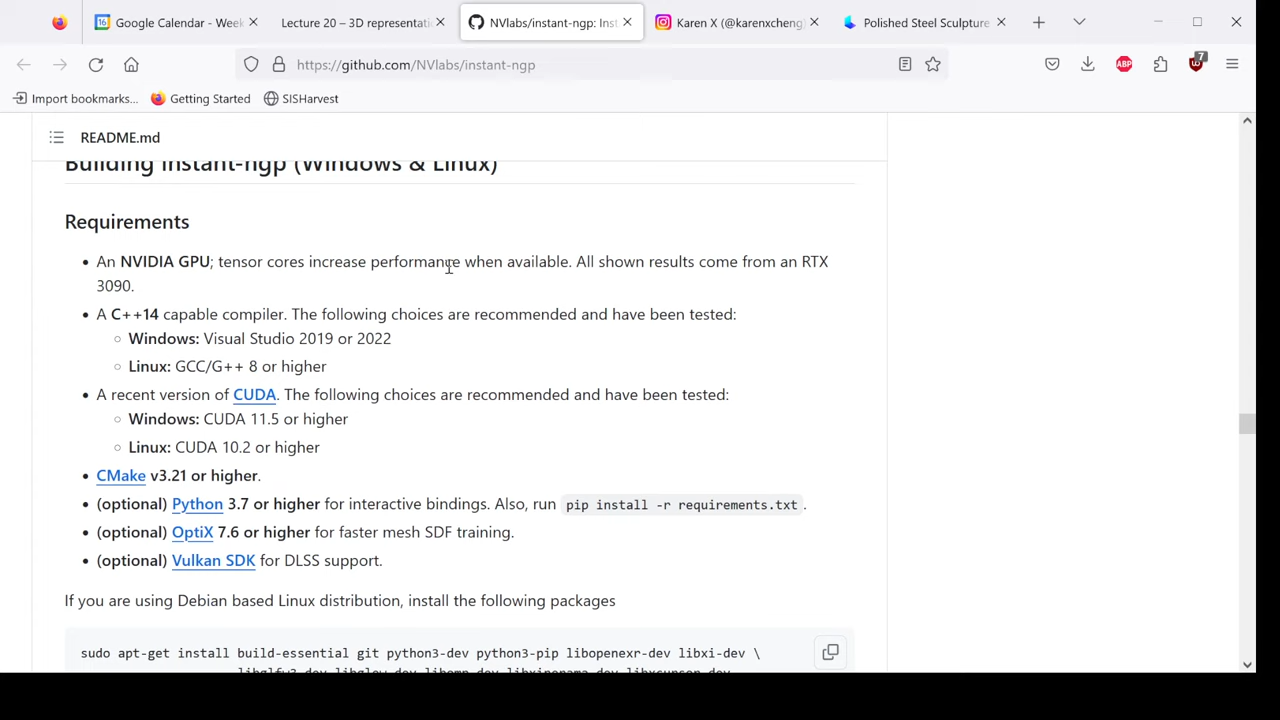 Google Calendar - Week
Lecture 20 – 3D representatio
NVlabs/instant-ngp: Inst
Karen X (@karenxcheng)
Polished Steel Sculpture
https://github.com/NVlabs/instant-ngp
ABP
7
Import bookmarks...
Getting Started
SISHarvest
README.md
Building instant-ngp (Windows & Linux)
Requirements
• An NVIDIA GPU; tensor cores increase performance when available. All shown results come from an RTX
3090.
• A C++14 capable compiler. The following choices are recommended and have been tested:
○ Windows: Visual Studio 2019 or 2022
○ Linux: GCC/G++ 8 or higher
• A recent version of CUDA. The following choices are recommended and have been tested:
○ Windows: CUDA 11.5 or higher
○ Linux: CUDA 10.2 or higher
• CMake v3.21 or higher.
• (optional) Python 3.7 or higher for interactive bindings. Also, run pip install -r requirements.txt.
• (optional) OptiX 7.6 or higher for faster mesh SDF training.
• (optional) Vulkan SDK for DLSS support.
If you are using Debian based Linux distribution, install the following packages
sudo apt-get install build-essential git python3-dev python3-pip libopenexr-dev libxi-dev \
libglfw3-dev libglew-dev libomp-dev libxinerama-dev libxcursor-dev